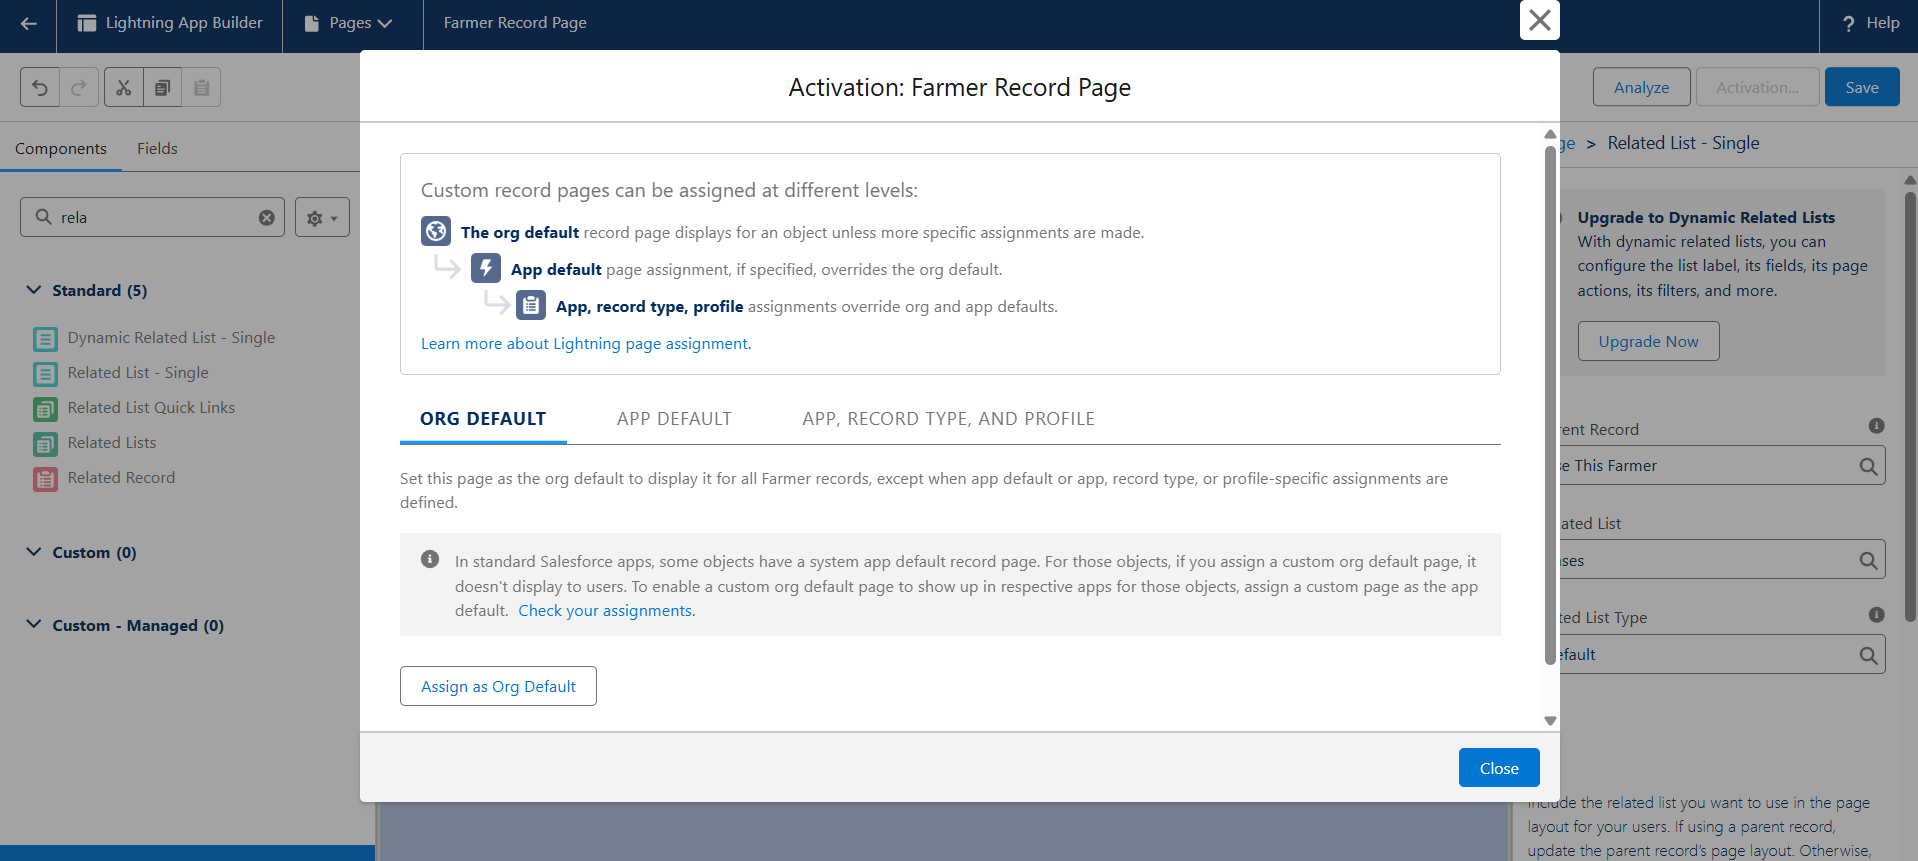 Lightning App Builder
Pages
Farmer Record Page
? Help
Activation: Farmer Record Page
Analyze
Activation...
Save
Components
Fields
ge > Related List - Single
rela
Custom record pages can be assigned at different levels:
The org default record page displays for an object unless more specific assignments are made.
App default page assignment, if specified, overrides the org default.
App, record type, profile assignments override org and app defaults.
Learn more about Lightning page assignment.
Upgrade to Dynamic Related Lists
With dynamic related lists, you can
configure the list label, its fields, its page
actions, its filters, and more.
Upgrade Now
Standard (5)
Dynamic Related List - Single
Related List - Single
Related List Quick Links
Related Lists
Related Record
Custom (0)
Custom - Managed (0)
ORG DEFAULT
APP DEFAULT
APP, RECORD TYPE, AND PROFILE
Set this page as the org default to display it for all Farmer records, except when app default or app, record type, or profile-specific assignments are
defined.
In standard Salesforce apps, some objects have a system app default record page. For those objects, if you assign a custom org default page, it
doesn't display to users. To enable a custom org default page to show up in respective apps for those objects, assign a custom page as the app
default. Check your assignments.
Assign as Org Default
Close
ent Record
e This Farmer
ated List
ses
ted List Type
efault
Include the related list you want to use in the page
layout for your users. If using a parent record,
update the parent record's page layout. Otherwise,